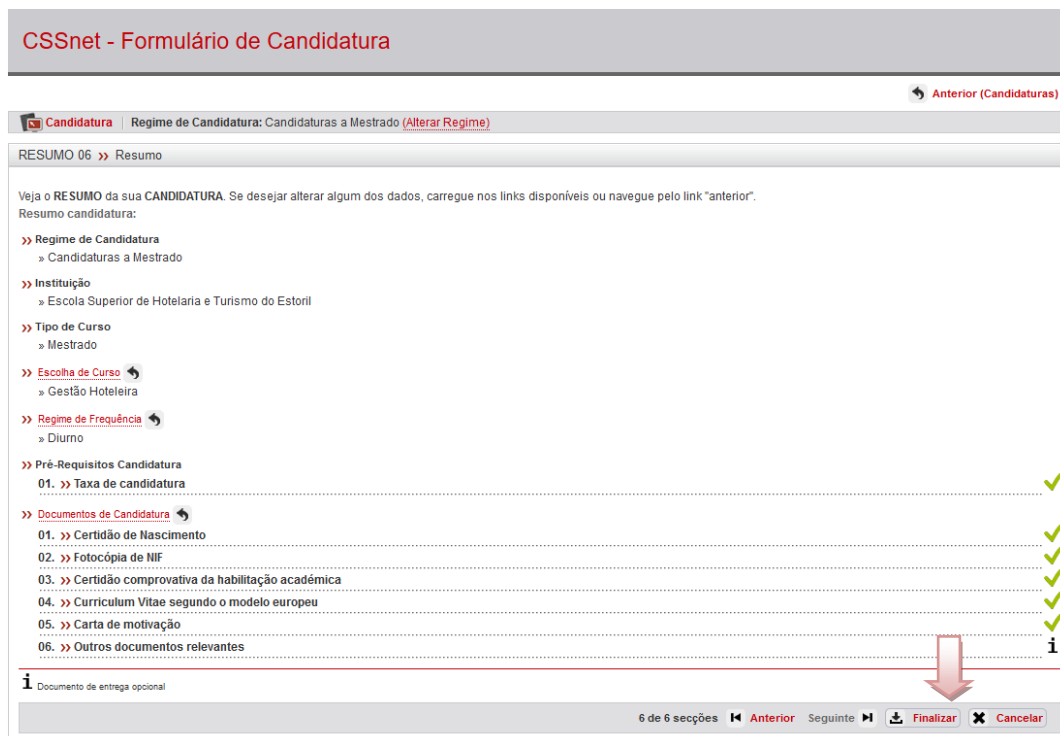 CSSnet - Formulário de Candidatura
Anterior (Candidaturas)
Candidatura | Regime de Candidatura: Candidaturas a Mestrado (Alterar Regime)
RESUMO 06 » Resumo
Veja o RESUMO da sua CANDIDATURA. Se desejar alterar algum dos dados, carregue nos links disponíveis ou navegue pelo link "anterior".
Resumo candidatura:
» Regime de Candidatura
» Candidaturas a Mestrado
» Instituição
» Escola Superior de Hotelaria e Turismo do Estoril
» Tipo de Curso
» Mestrado
» Escolha de Curso
» Gestão Hoteleira
» Regime de Frequência
» Diurno
» Pré-Requisitos Candidatura
01. » Taxa de candidatura
» Documentos de Candidatura
01. » Certidão de Nascimento
02. » Fotocópia de NIF
03. » Certidão comprovativa da habilitação académica
04. » Curriculum Vitae segundo o modelo europeu
05. » Carta de motivação
06. » Outros documentos relevantes i
i Documento de entrega opcional
6 de 6 secções Anterior Seguinte Finalizar Cancelar